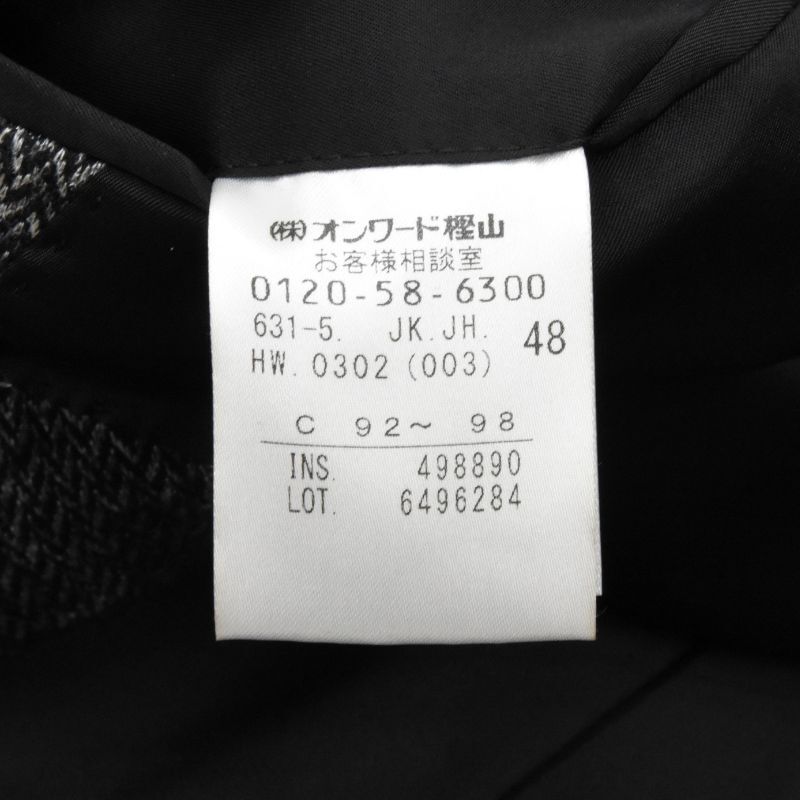 (株)オンワード樫山
お客様相談室
0120-58-6300
631-5. JK.JH. 48
HW. 0302 (003)
C 92～ 98
INS. 498890
LOT. 6496284